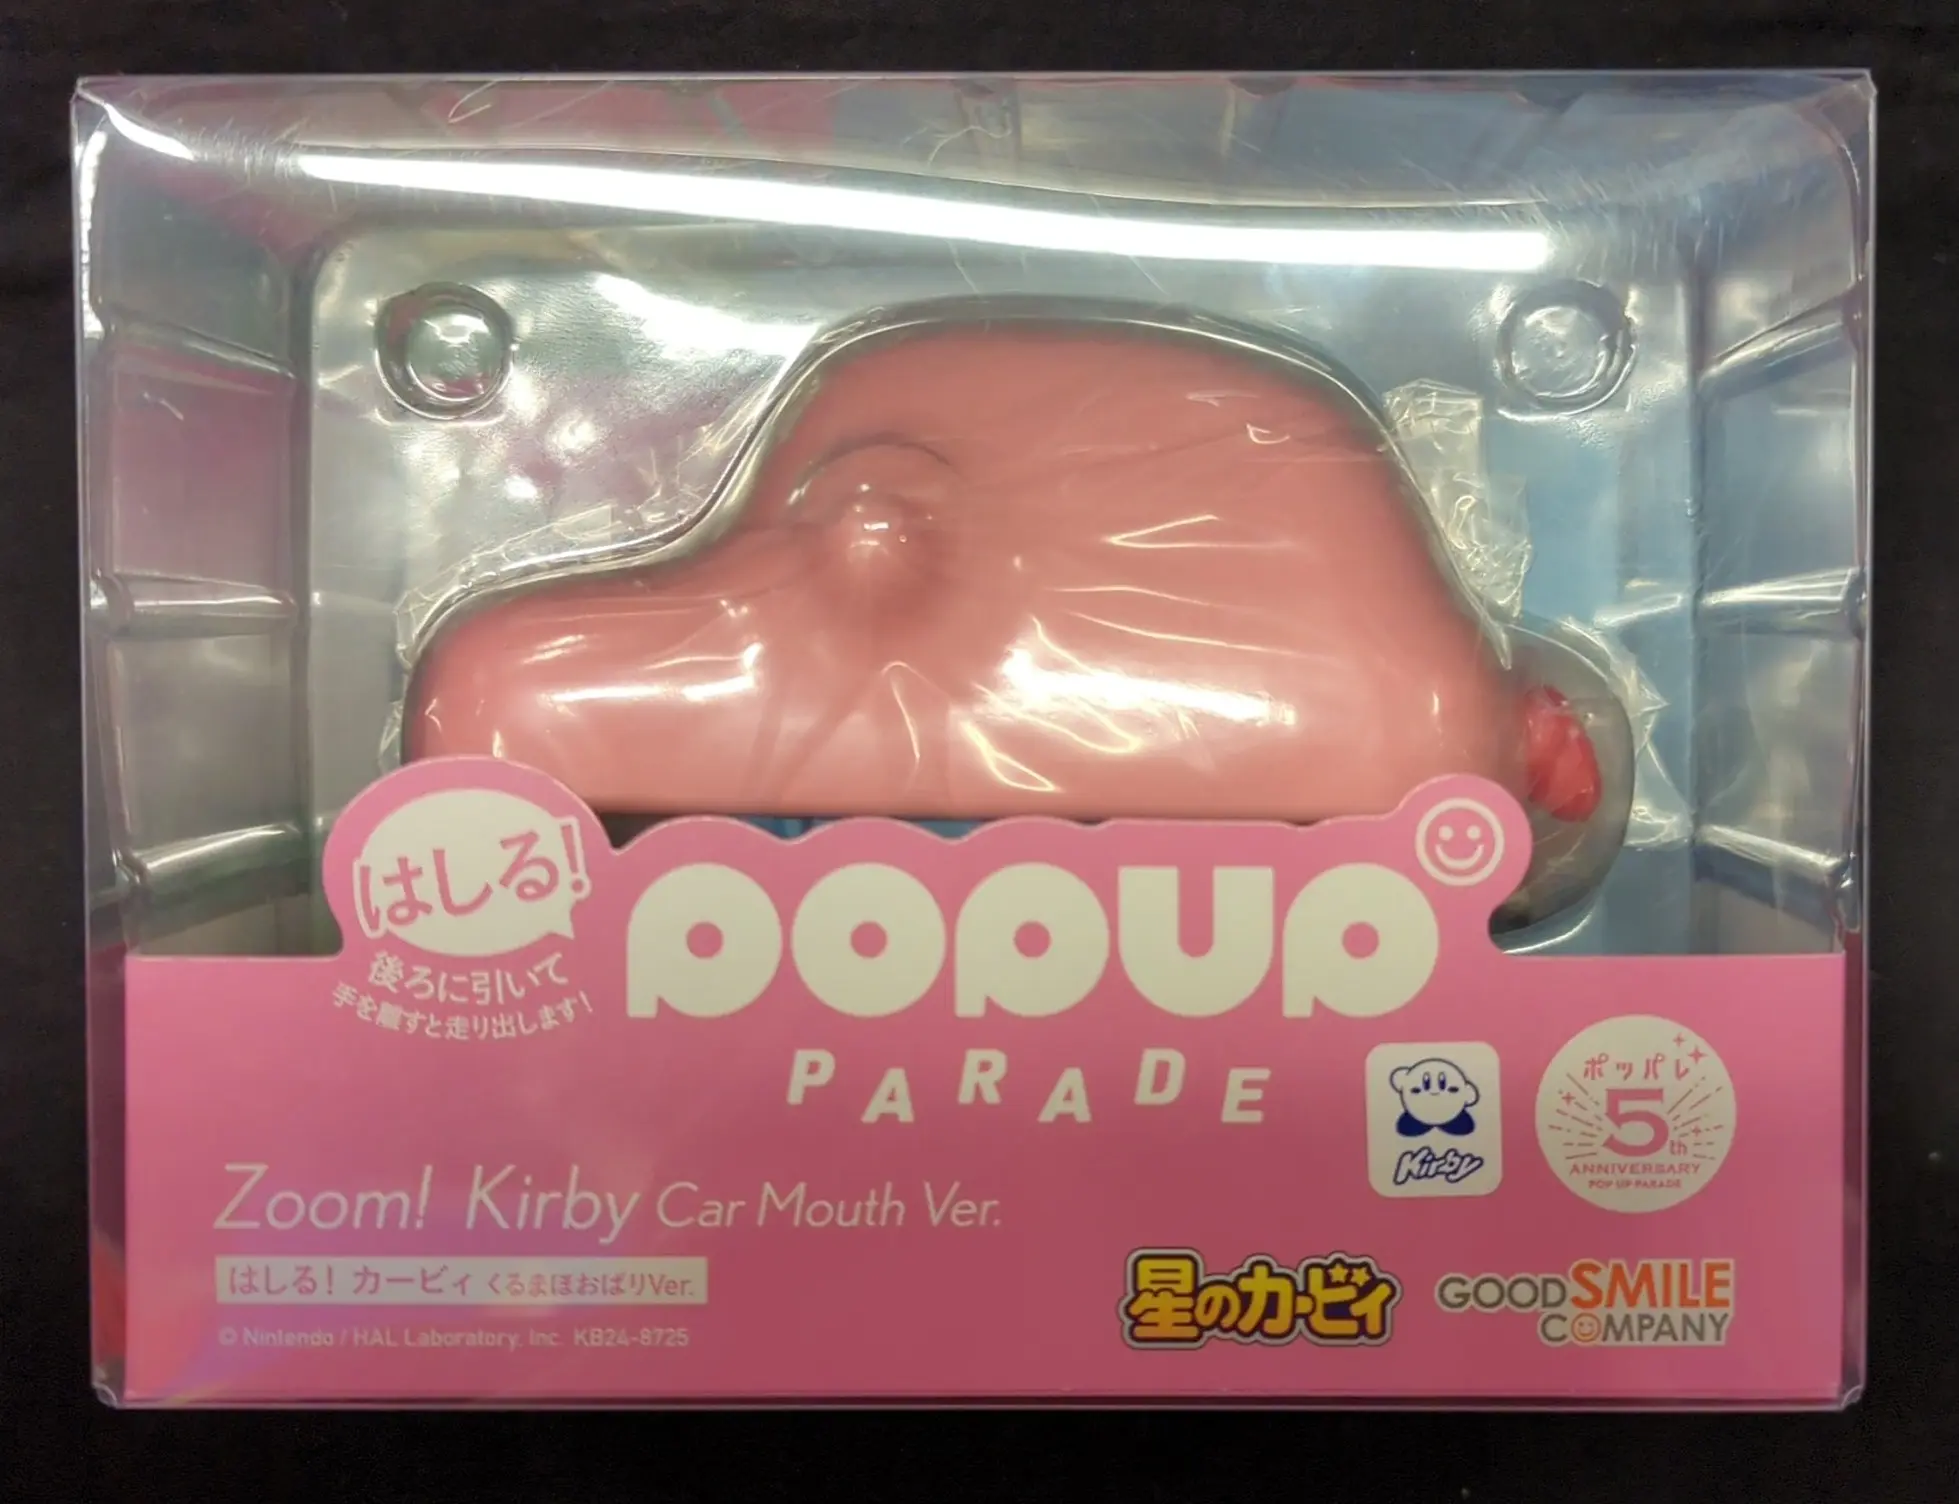 はしる!
後ろに引いて
手を離すと走り出します!
POPUP
PARADE
Kirby
ポッパレ
5th
ANNIVERSARY
POP UP PARADE
Zoom! Kirby Car Mouth Ver.
はしる! カービィ くるまほおばりVer.
© Nintendo / HAL Laboratory, Inc. KB24-8725
星のカービィ
GOOD SMILE
COMPANY